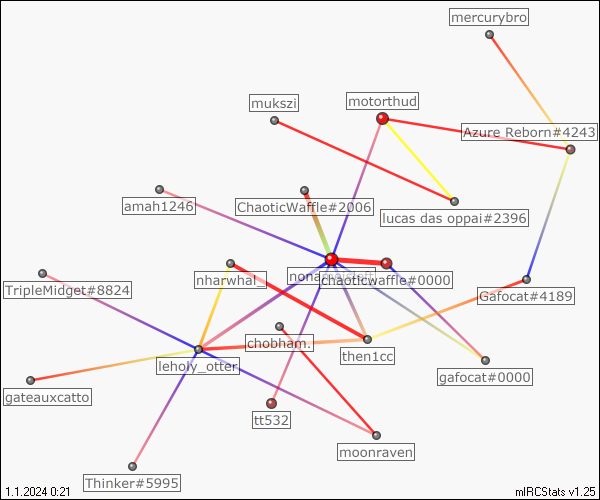 mercurybro
mukszi
motorthud
Azure Reborn#4243
amah1246
ChaoticWaffle#2006
lucas das oppai#2396
TripleMidget#8824
nharwhal_
chaoticwaffle#0000
Gafocat#4189
chobham.
then1cc
leholy_otter
gafocat#0000
gateauxcatto
tt532
moonraven
Thinker#5995
1.1.2024 0:21
mIRCStats v1.25